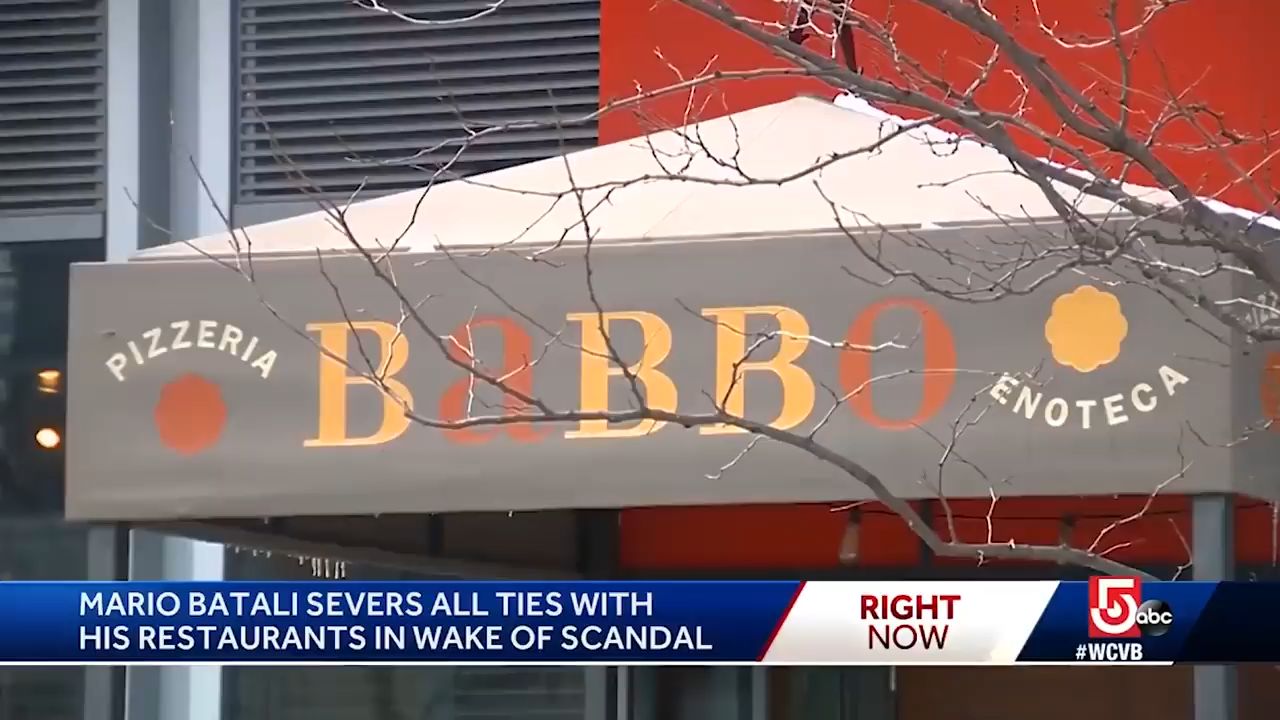 PIZZERIA
BaBBO
ENOTECA
MARIO BATALI SEVERS ALL TIES WITH
HIS RESTAURANTS IN WAKE OF SCANDAL
RIGHT
NOW
5
abc
#WCVB